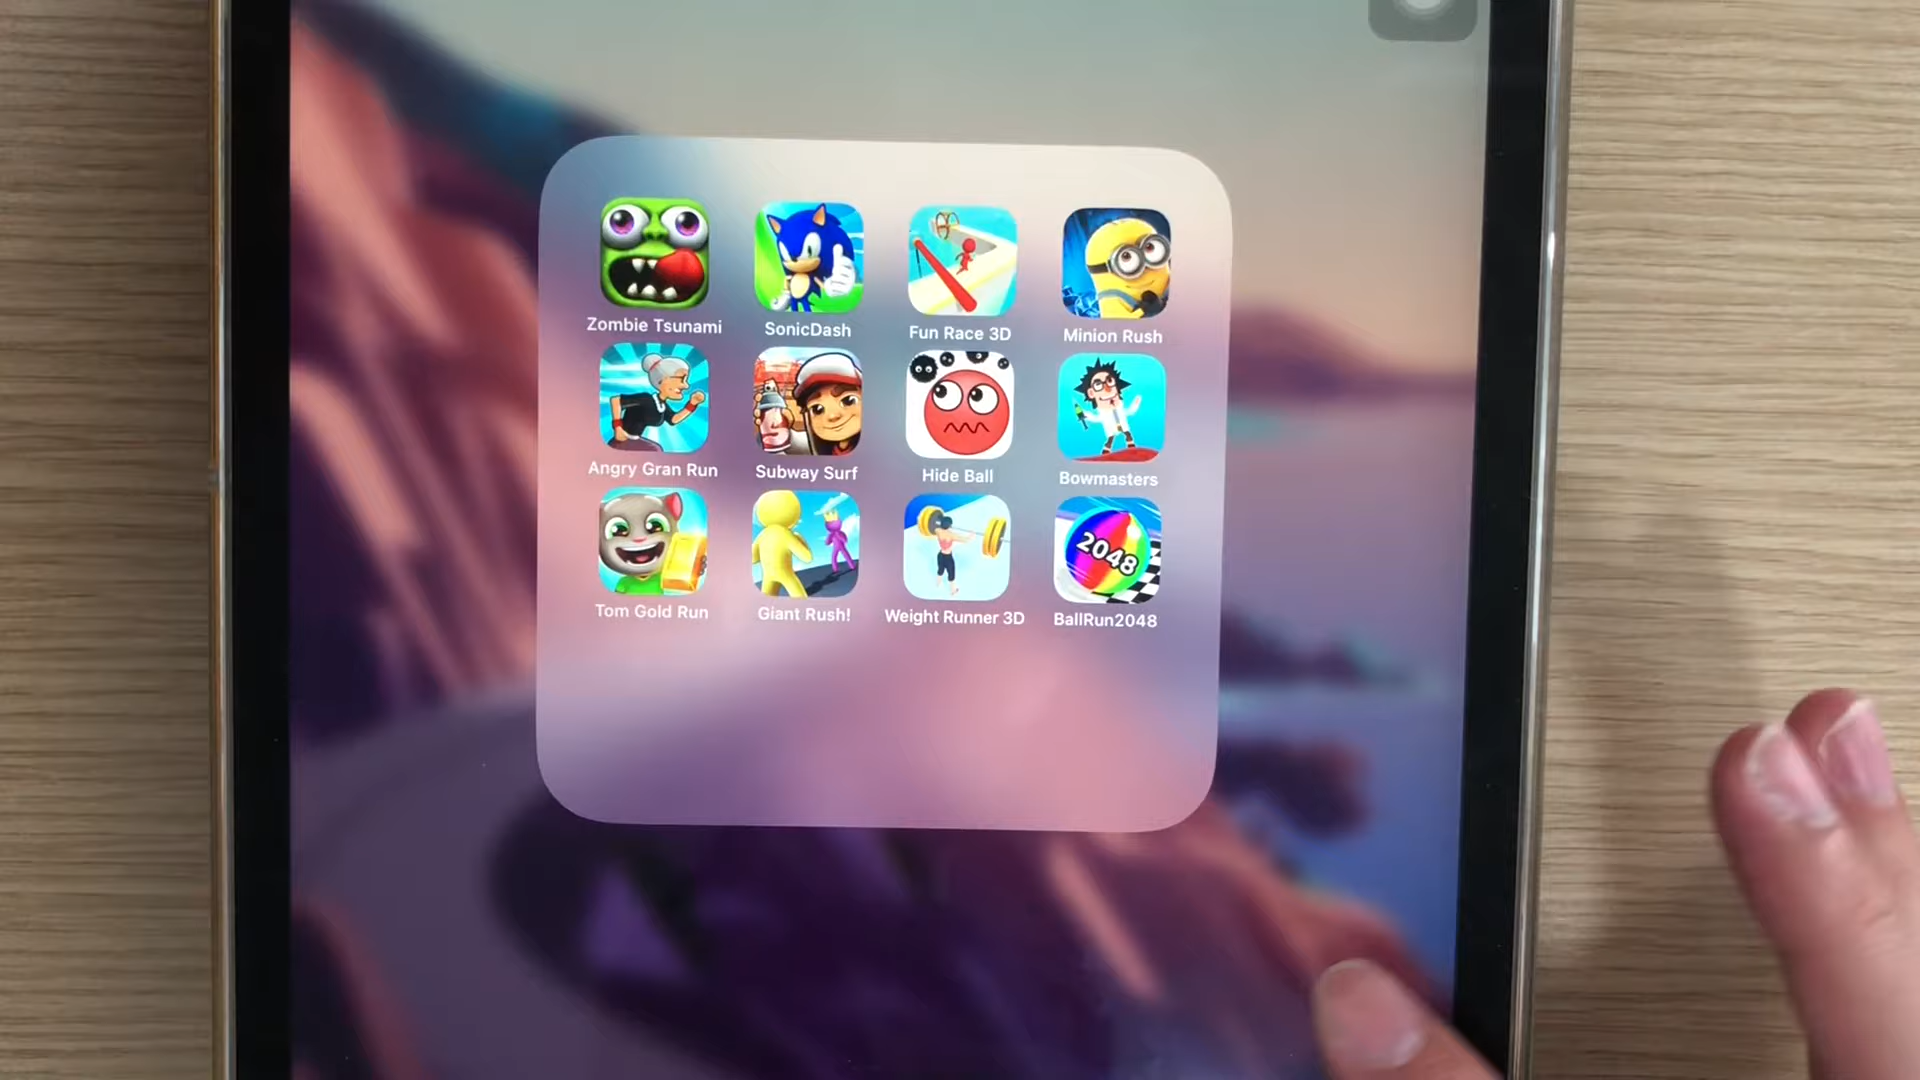 Zombie Tsunami
SonicDash
Fun Race 3D
Minion Rush
Angry Gran Run
Subway Surf
Hide Ball
Bowmasters
Tom Gold Run
Giant Rush!
Weight Runner 3D
2048
BallRun2048